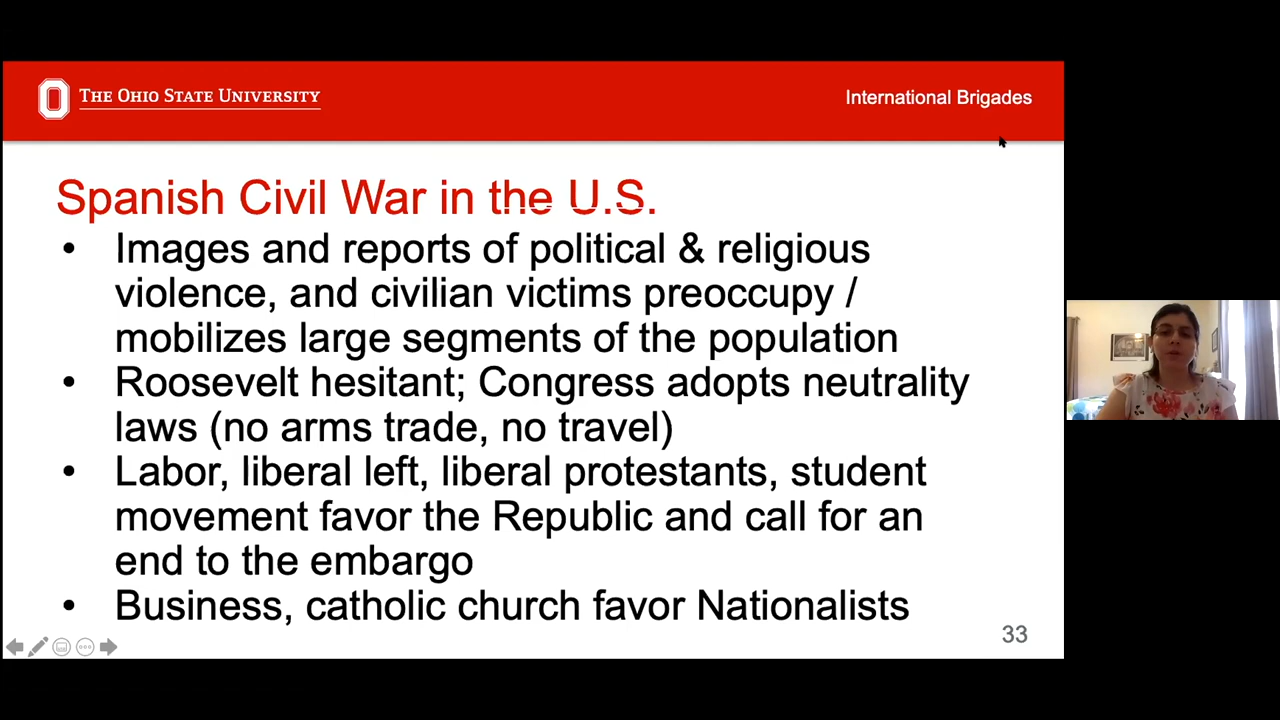 THE OHIO STATE UNIVERSITY
International Brigades
Spanish Civil War in the U.S.
• Images and reports of political & religious
violence, and civilian victims preoccupy /
mobilizes large segments of the population
• Roosevelt hesitant; Congress adopts neutrality
laws (no arms trade, no travel)
• Labor, liberal left, liberal protestants, student
movement favor the Republic and call for an
end to the embargo
• Business, catholic church favor Nationalists
33